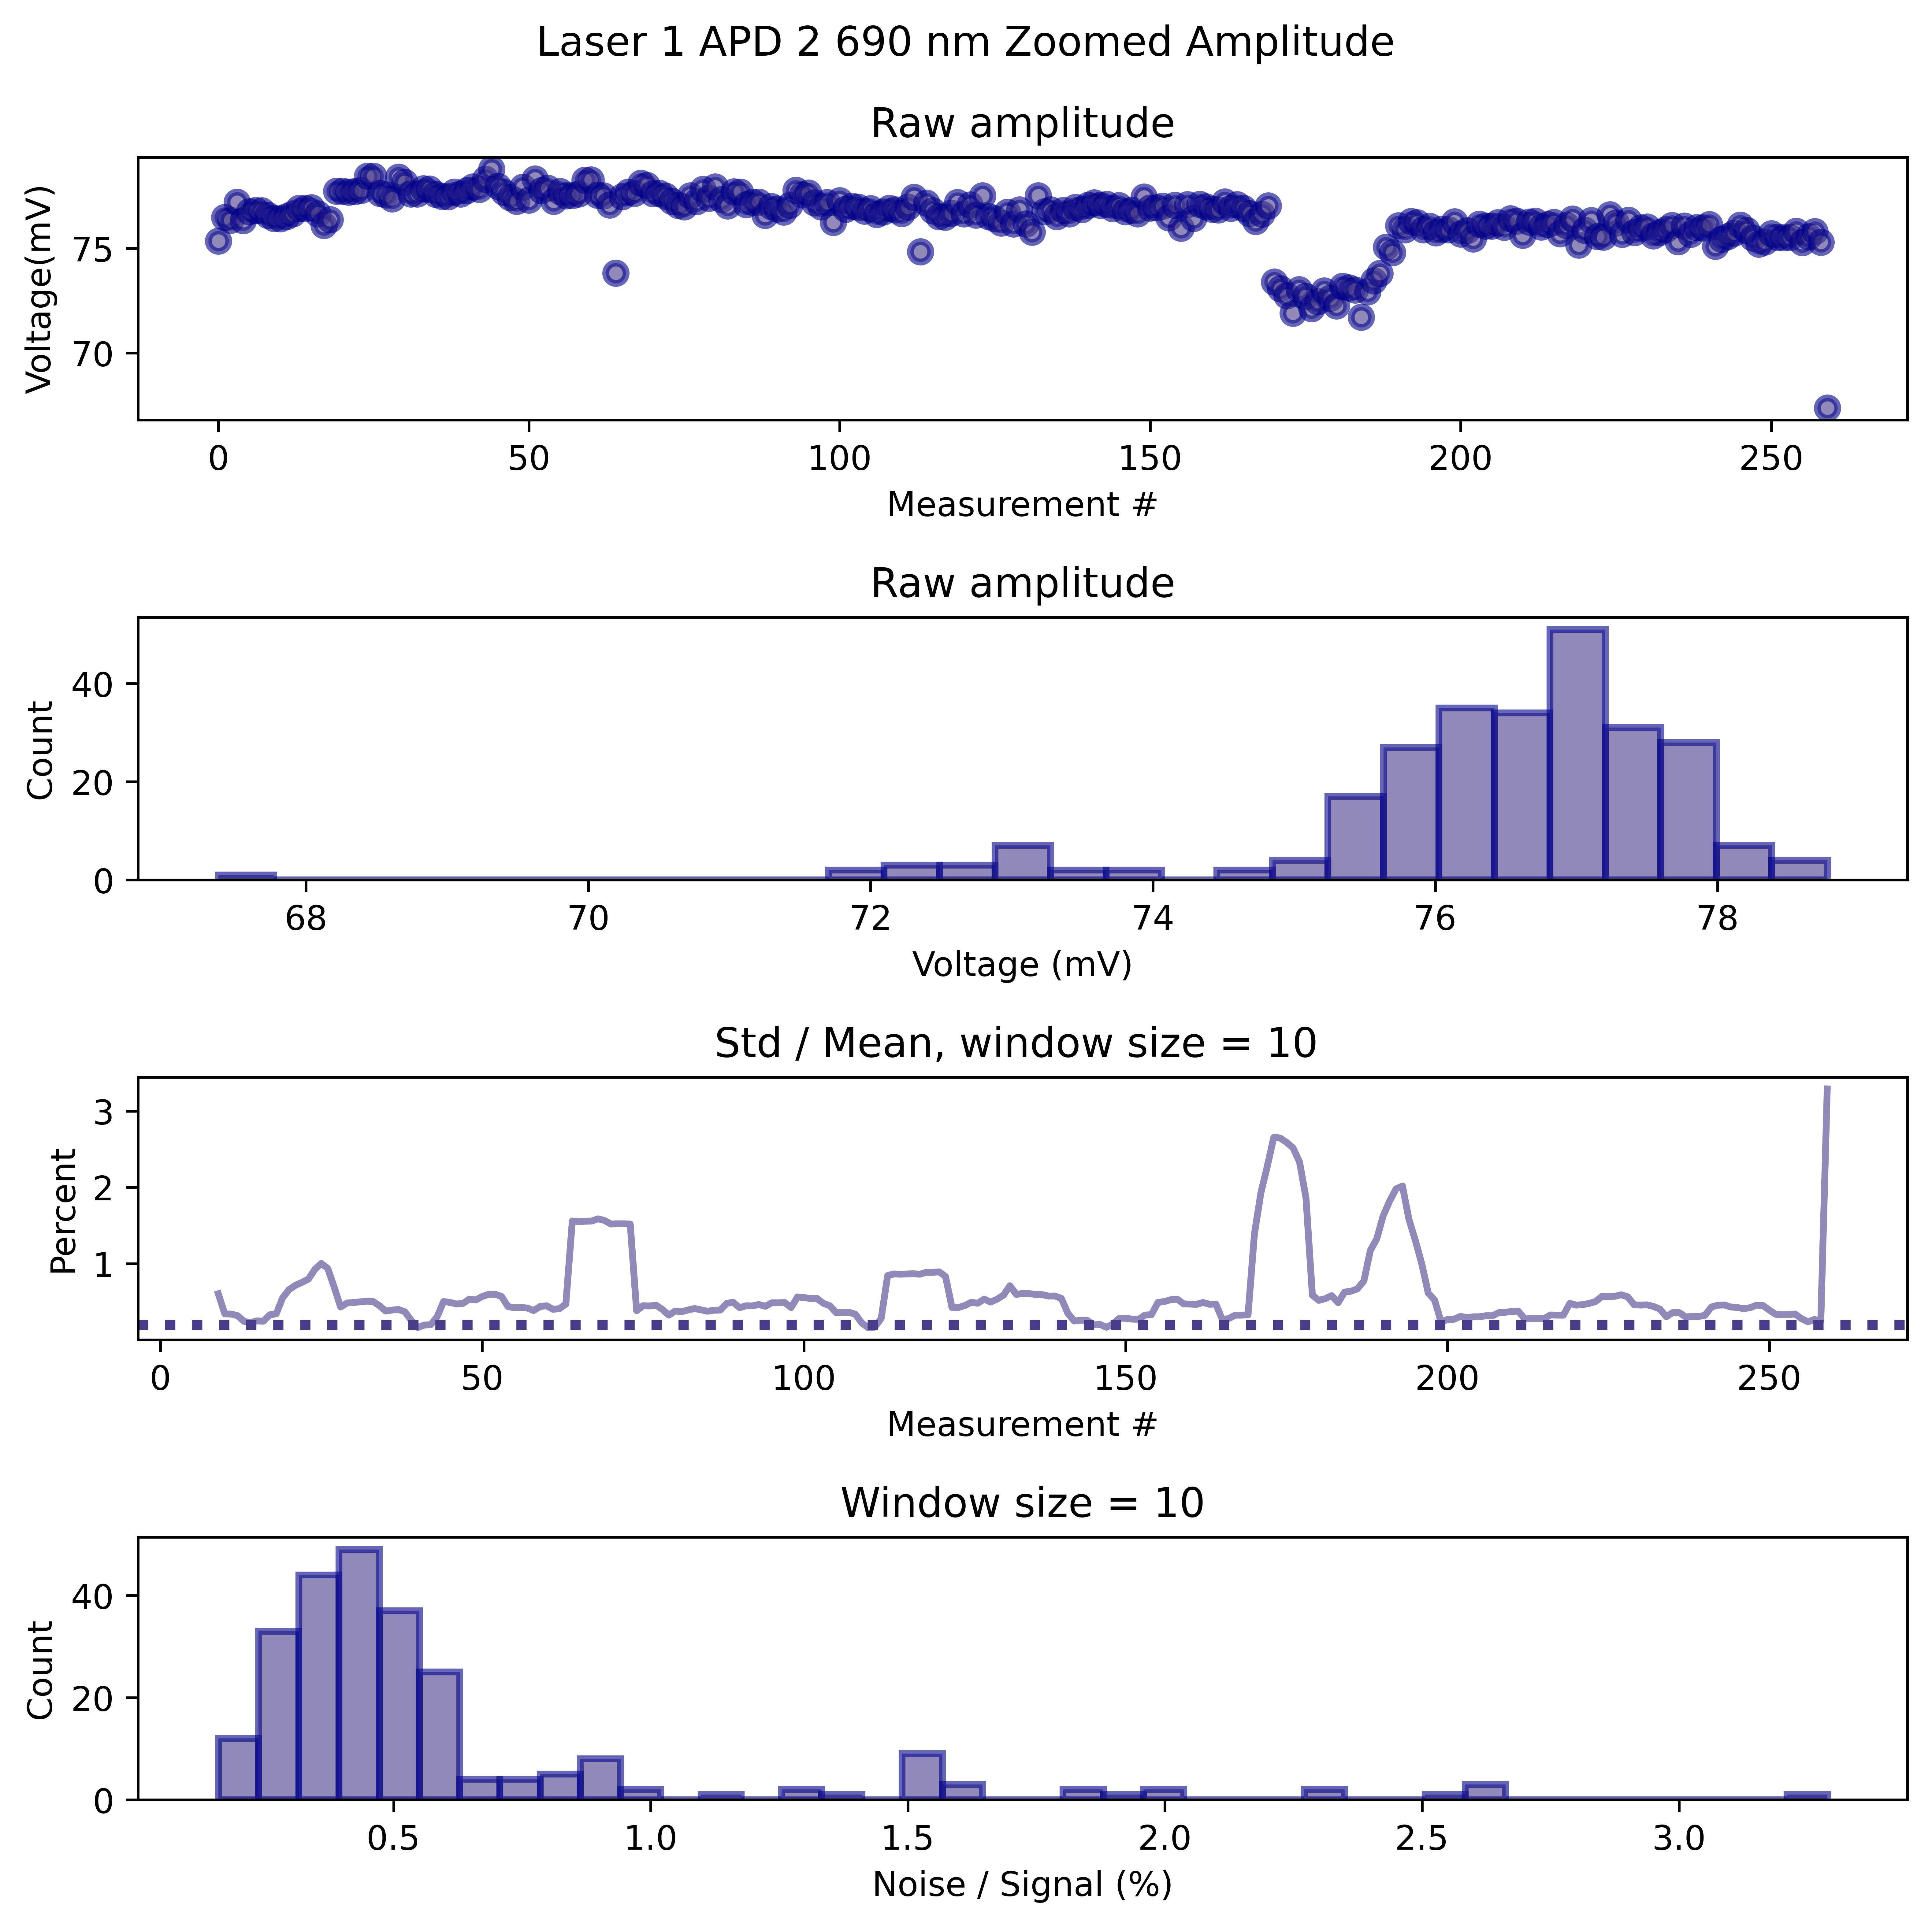 Laser 1 APD 2 690 nm Zoomed Amplitude
Raw amplitude
Voltage(mV)
75
70
0 50 100 150 200 250
Measurement #
Raw amplitude
Count
40
20
0
68 70 72 74 76 78
Voltage (mV)
Std / Mean, window size = 10
Percent
3
2
1
0 50 100 150 200 250
Measurement #
Window size = 10
Count
40
20
0
0.5 1.0 1.5 2.0 2.5 3.0
Noise / Signal (%)